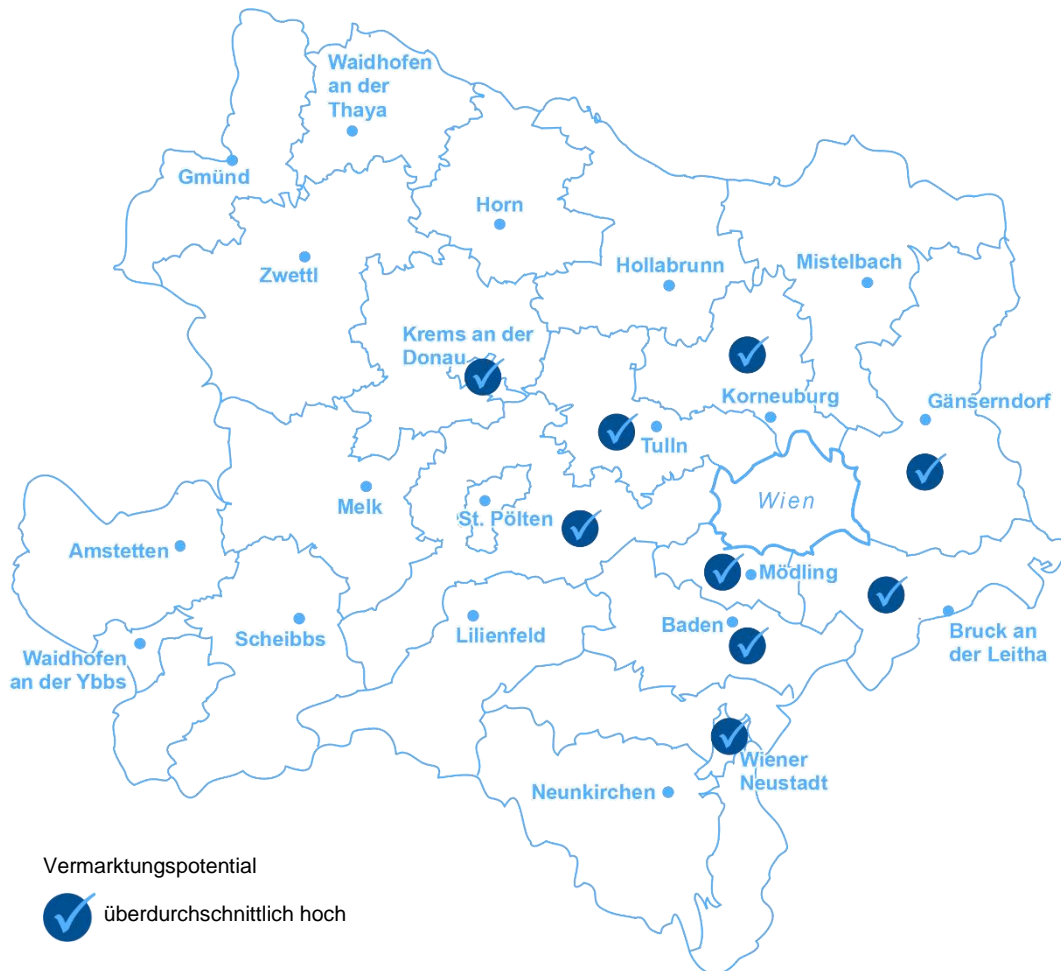 Waidhofen
an der
Thaya
Gmünd
Horn
Zwettl
Hollabrunn
Mistelbach
Krems an der
Donau
Korneuburg
Gänserndorf
Tulln
Melk
St. Pölten
Wien
Amstetten
Mödling
Scheibbs
Lilienfeld
Baden
Bruck an
der Leitha
Waidhofen
an der Ybbs
Wiener
Neustadt
Neunkirchen
Vermarktungspotential
überdurchschnittlich hoch